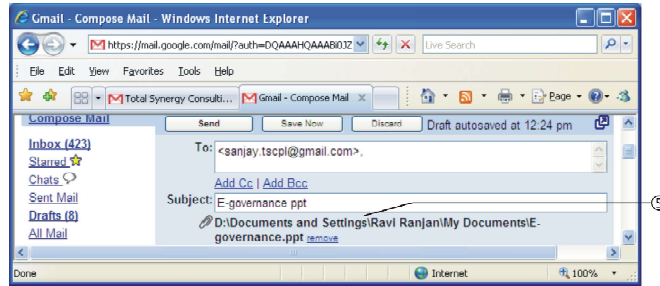 Gmail - Compose Mail - Windows Internet Explorer
https://mail.google.com/mail/?auth=DQAAAHQAAABi0JZ
Live Search
File Edit View Favorites Tools Help
Total Synergy Consulti... Gmail - Compose Mail Page
Compose Mail Send Save Now Discard Draft autosaved at 12:24 pm
Inbox (423) To: <sanjay.tscpl@gmail.com>,
Starred
Chats Add Cc | Add Bcc
Sent Mail Subject: E-governance ppt
Drafts (8) D:\Documents and Settings\Ravi Ranjan\My Documents\E-
All Mail governance.ppt remove
Done Internet 100%